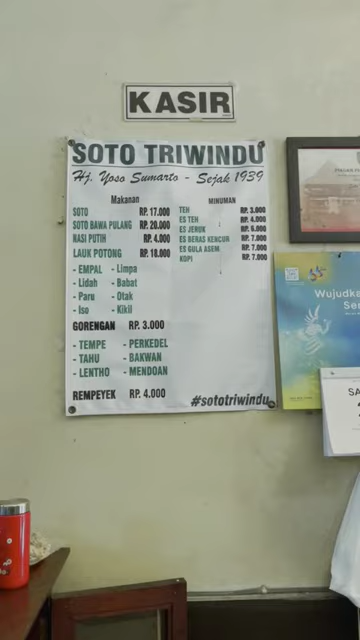 KASIR
SOTO TRIWINDU
Hj. Yoso Sumarto - Sejak 1939
Makanan
SOTO RP. 17.000
SOTO BAWA PULANG RP. 20.000
NASI PUTIH RP. 4.000
LAUK POTONG RP. 18.000
- EMPAL - Limpa
- Lidah - Babat
- Paru - Otak
- Iso - Kikil
GORENGAN RP. 3.000
- TEMPE - PERKEDEL
- TAHU - BAKWAN
- LENTHO - MENDOAN
REMPEYEK RP. 4.000
MINUMAN
TEH RP. 3.000
ES TEH RP. 4.000
ES JERUK RP. 6.000
ES BERAS KENCUR RP. 7.000
ES GULA ASEM RP. 7.000
KOPI RP. 7.000
#sototriwindu
Wujudka
Se
SA